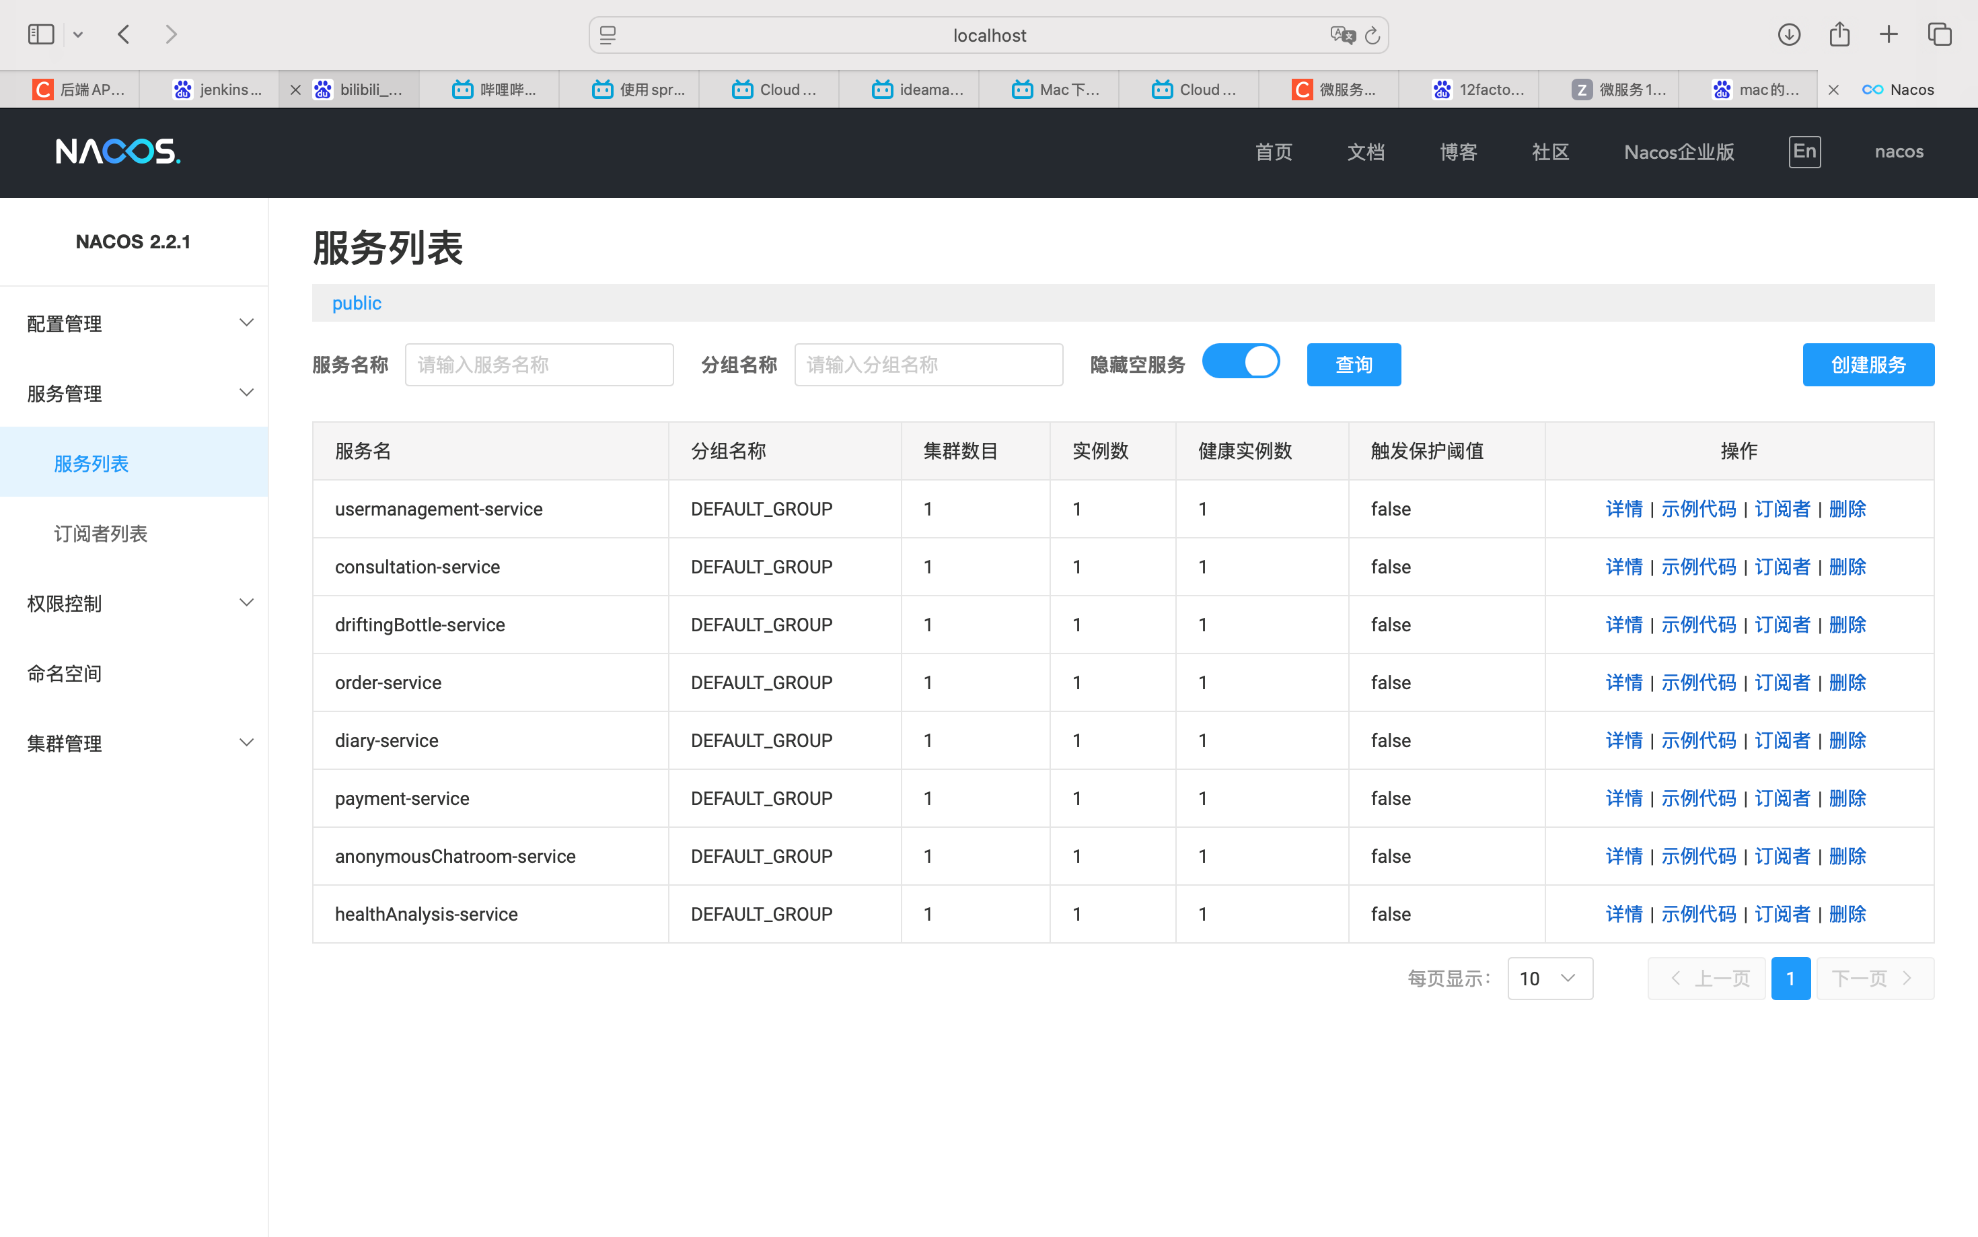 localhost
后端AP... jenkins... bilibili_... 哔哩哔... 使用spr... Cloud... ideama... Mac下... Cloud... 微服务... 12facto... 微服务1... mac的... Nacos
NACOS. 首页 文档 博客 社区 Nacos企业版 En nacos
NACOS 2.2.1
配置管理
服务管理
服务列表
订阅者列表
权限控制
命名空间
集群管理
服务列表
public
服务名称 请输入服务名称 分组名称 请输入分组名称 隐藏空服务 查询 创建服务
服务名 分组名称 集群数目 实例数 健康实例数 触发保护阈值 操作
usermanagement-service DEFAULT_GROUP 1 1 1 false 详情 | 示例代码 | 订阅者 | 删除
consultation-service DEFAULT_GROUP 1 1 1 false 详情 | 示例代码 | 订阅者 | 删除
driftingBottle-service DEFAULT_GROUP 1 1 1 false 详情 | 示例代码 | 订阅者 | 删除
order-service DEFAULT_GROUP 1 1 1 false 详情 | 示例代码 | 订阅者 | 删除
diary-service DEFAULT_GROUP 1 1 1 false 详情 | 示例代码 | 订阅者 | 删除
payment-service DEFAULT_GROUP 1 1 1 false 详情 | 示例代码 | 订阅者 | 删除
anonymousChatroom-service DEFAULT_GROUP 1 1 1 false 详情 | 示例代码 | 订阅者 | 删除
healthAnalysis-service DEFAULT_GROUP 1 1 1 false 详情 | 示例代码 | 订阅者 | 删除
每页显示: 10 上一页 1 下一页